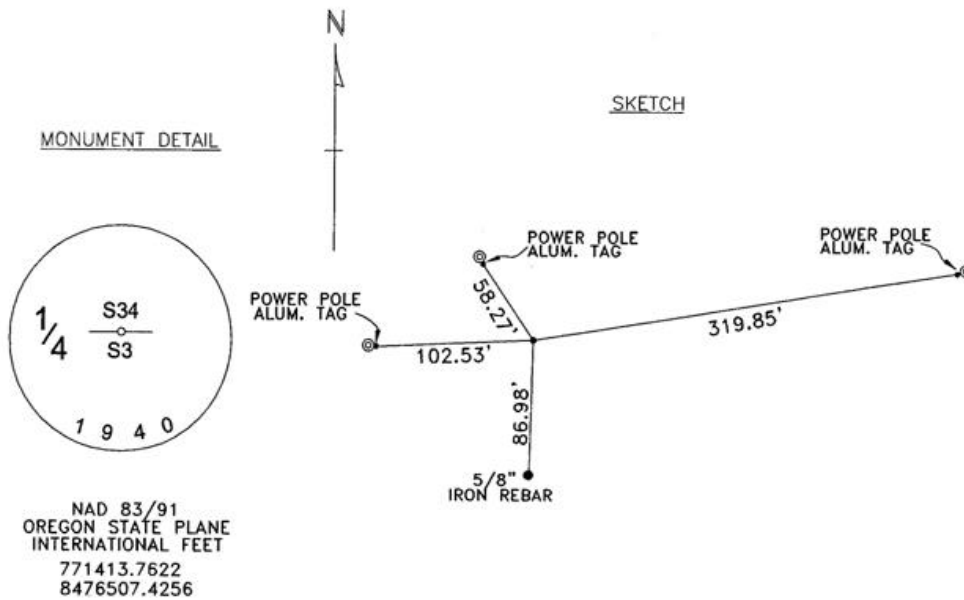 N
SKETCH
MONUMENT DETAIL
POWER POLE
ALUM. TAG
POWER POLE
ALUM. TAG
POWER POLE
ALUM. TAG
58.27'
319.85'
102.53'
86.98'
5/8"
IRON REBAR
1/4
S34
S3
1940
NAD 83/91
OREGON STATE PLANE
INTERNATIONAL FEET
771413.7622
8476507.4256